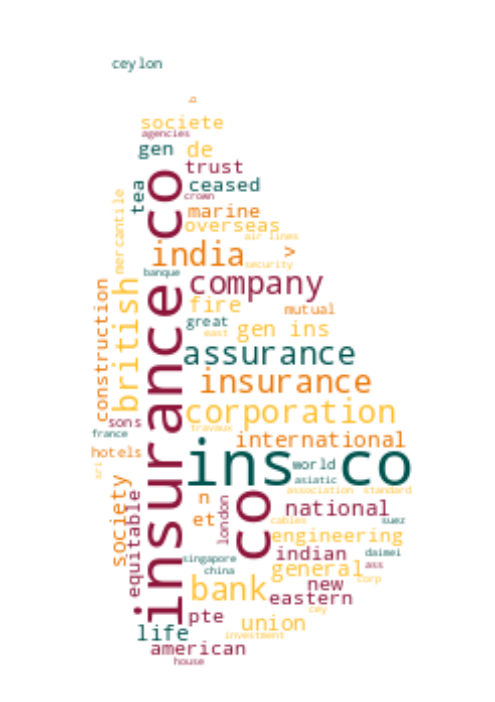 ceylon
societe
agencies
gen de
trust
tea
ceased
crown
marine
mercantile
overseas
air lines
india >
security
banque
company
co
construction
british
fire
mutual
great
gen ins
east
assurance
insurance
insurance
corporation
sons
travaux
france
international
hotels
ins co
world
sri
asiatic
society
equitable
association standard
n
national
et
london
co
cables
suez
engineering
indian
daimei
singapore
general
ass
china
corp
bank
new
eastern
cey
pte
union
life
investment
american
house